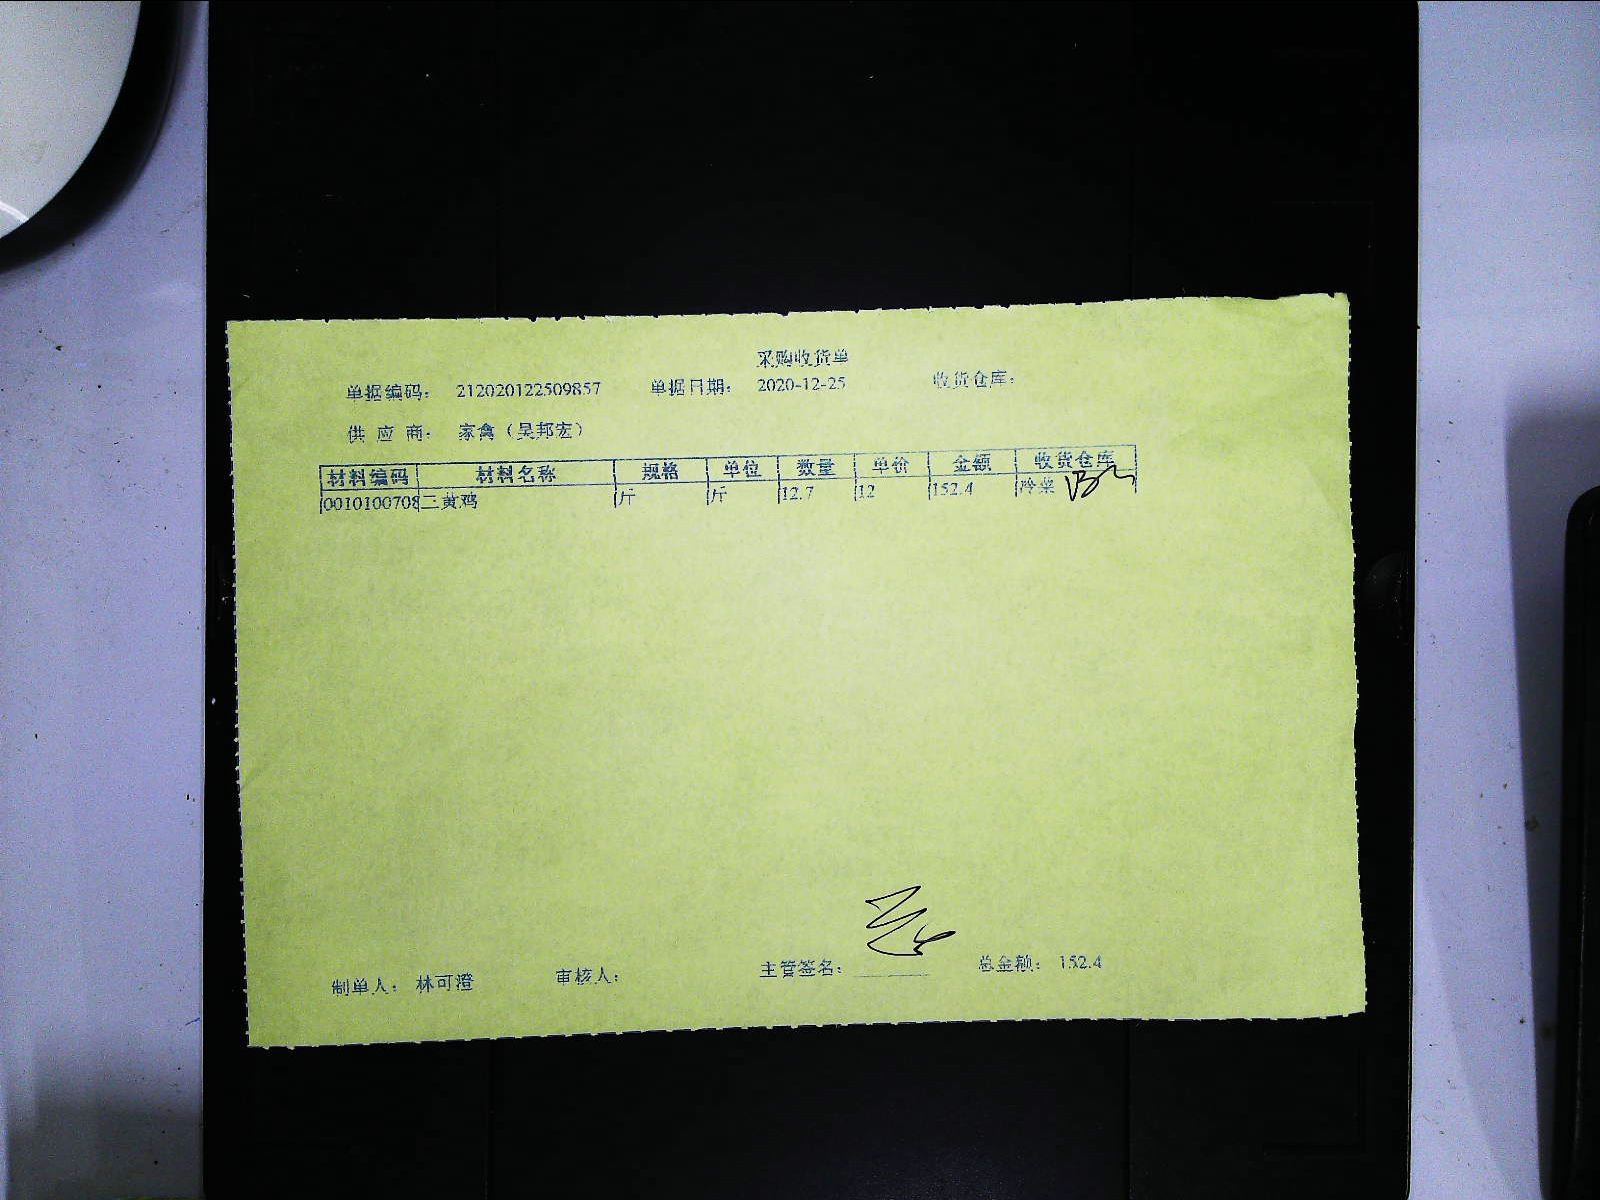 采购收货单
单据编码： 212020122509857 单据日期： 2020-12-25 收货仓库：
供 应 商： 家禽（吴邦宏）
材料编码 材料名称 规格 单位 数量 单价 金额 收货仓库
0010100708 三黄鸡 斤 斤 12.7 12 152.4 冷菜
制单人： 林可澄 审核人： 主管签名： 总金额： 152.4